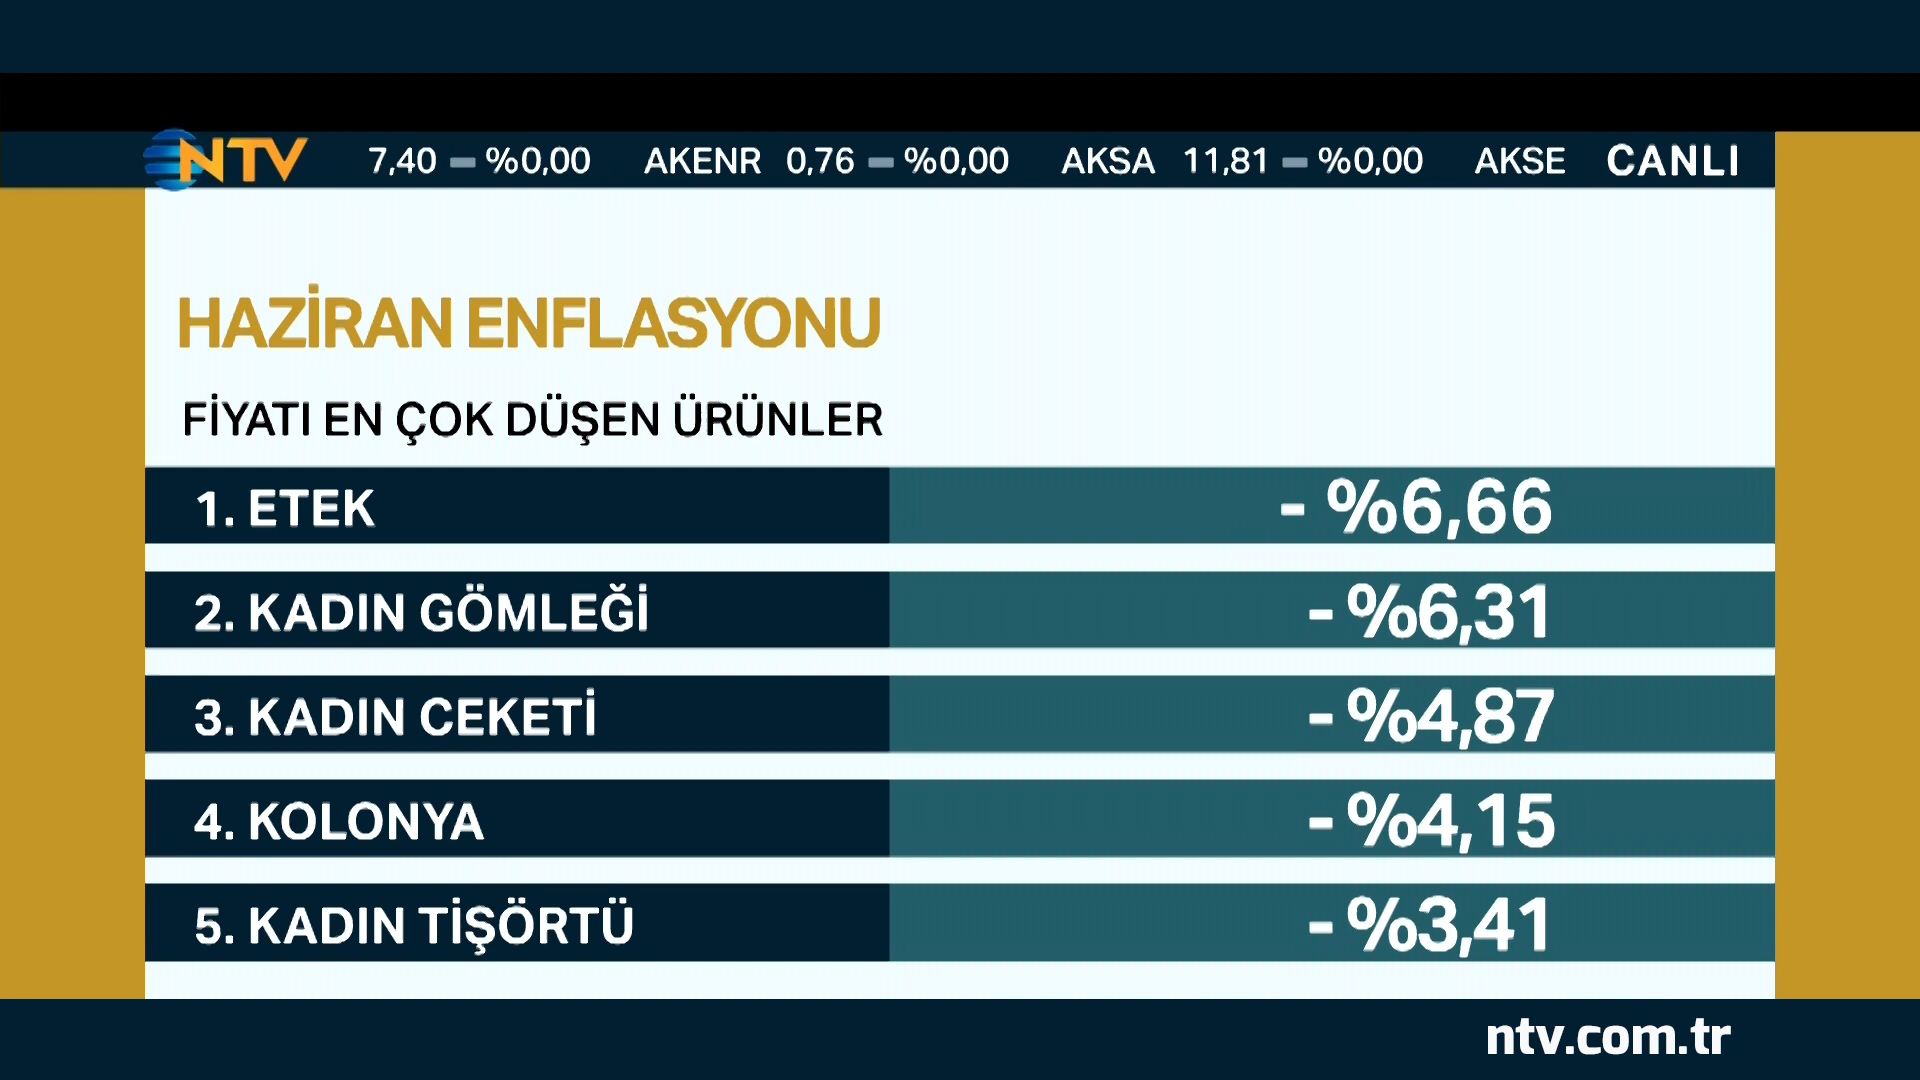 NTV 7,40 %0,00 AKENR 0,76 %0,00 AKSA 11,81 %0,00 AKSE CANLI
HAZİRAN ENFLASYONU
FİYATI EN ÇOK DÜŞEN ÜRÜNLER
1. ETEK - %6,66
2. KADIN GÖMLEĞİ - %6,31
3. KADIN CEKETİ - %4,87
4. KOLONYA - %4,15
5. KADIN TİŞÖRTÜ - %3,41
ntv.com.tr